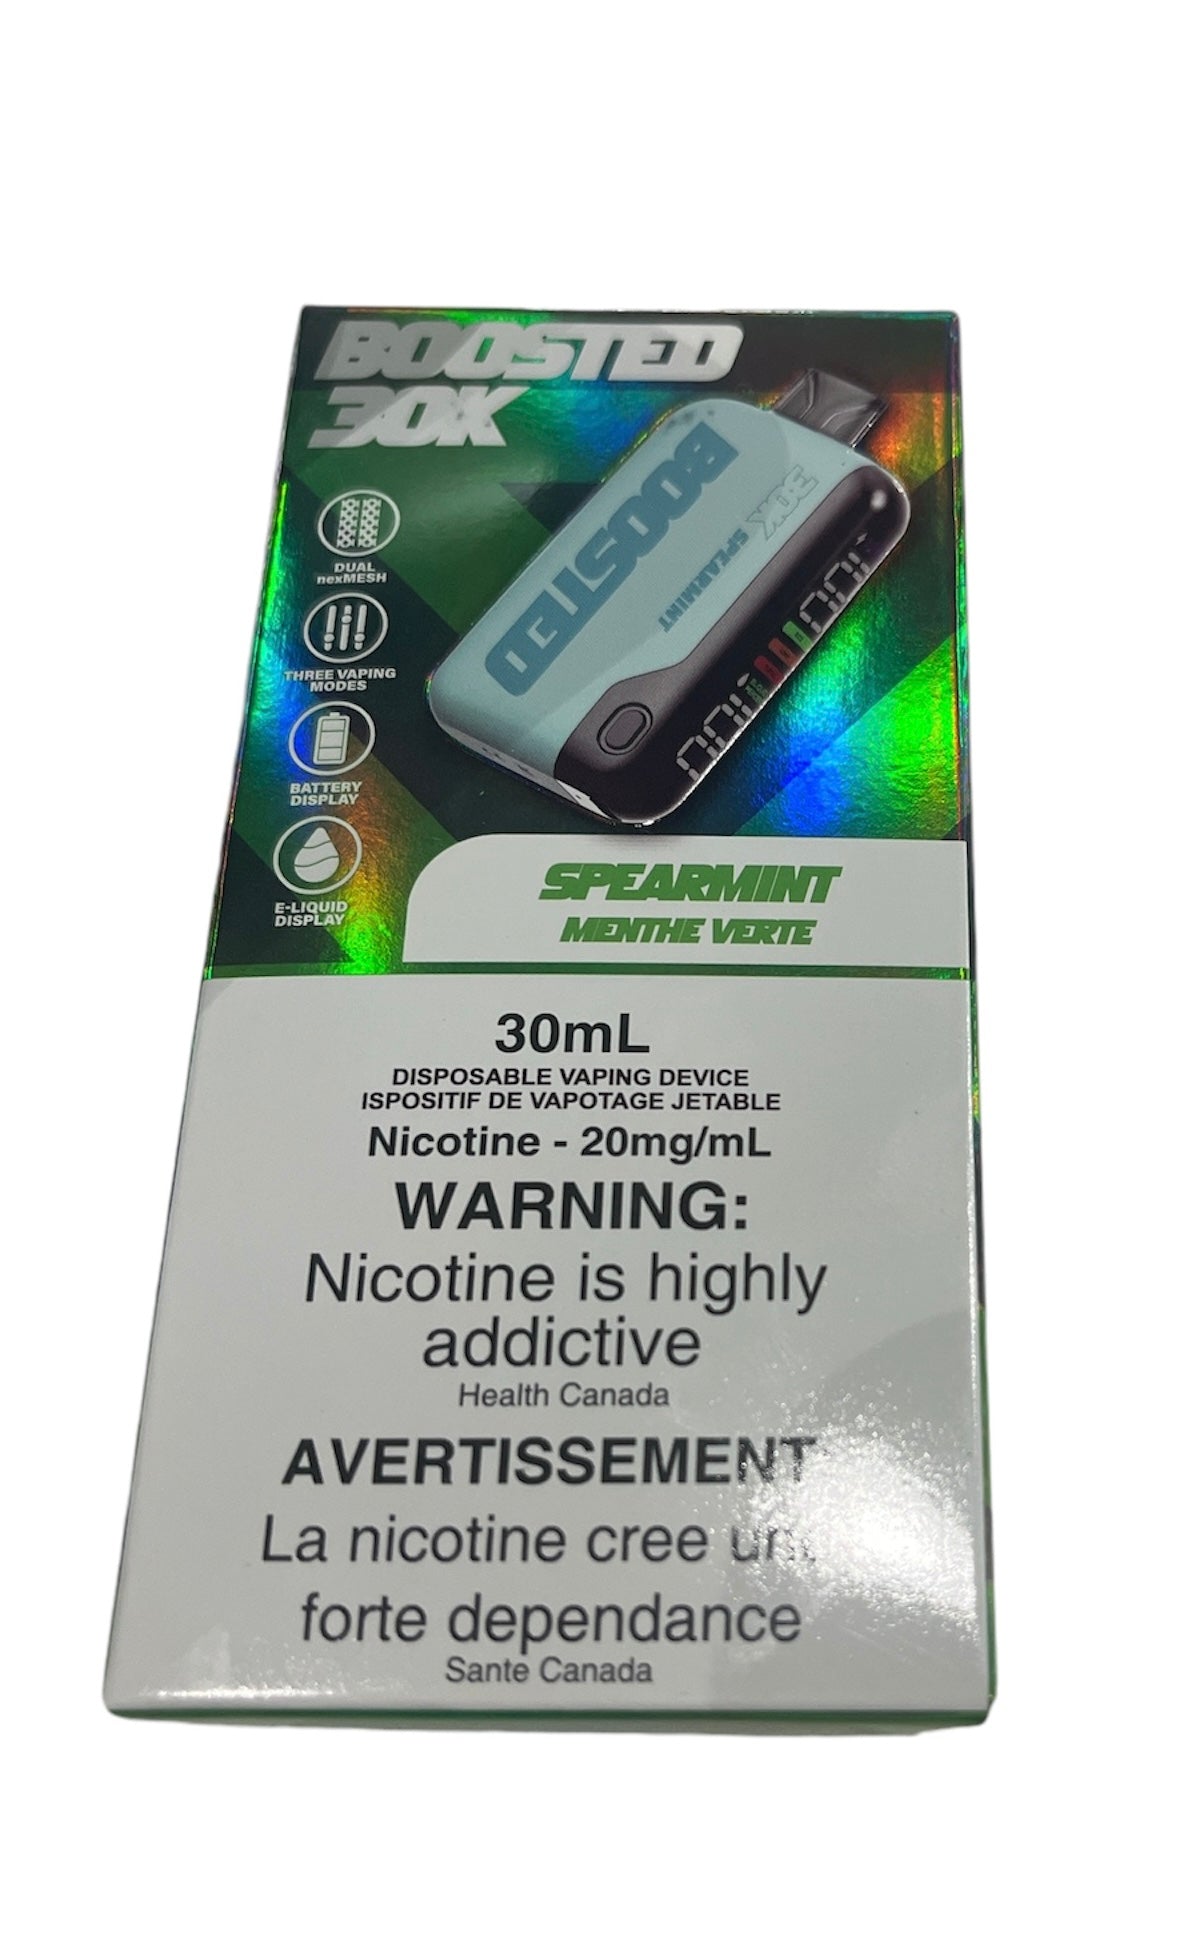 BOOSTED
30K
DUAL
nexMESH
THREE VAPING
MODES
BATTERY
DISPLAY
E-LIQUID
DISPLAY
BOOSTED
30K SPEARMINT
SPEARMINT
MENTHE VERTE
30mL
DISPOSABLE VAPING DEVICE
ISPOSITIF DE VAPOTAGE JETABLE
Nicotine - 20mg/mL
WARNING:
Nicotine is highly
addictive
Health Canada
AVERTISSEMENT
La nicotine cree
forte dependance
Sante Canada